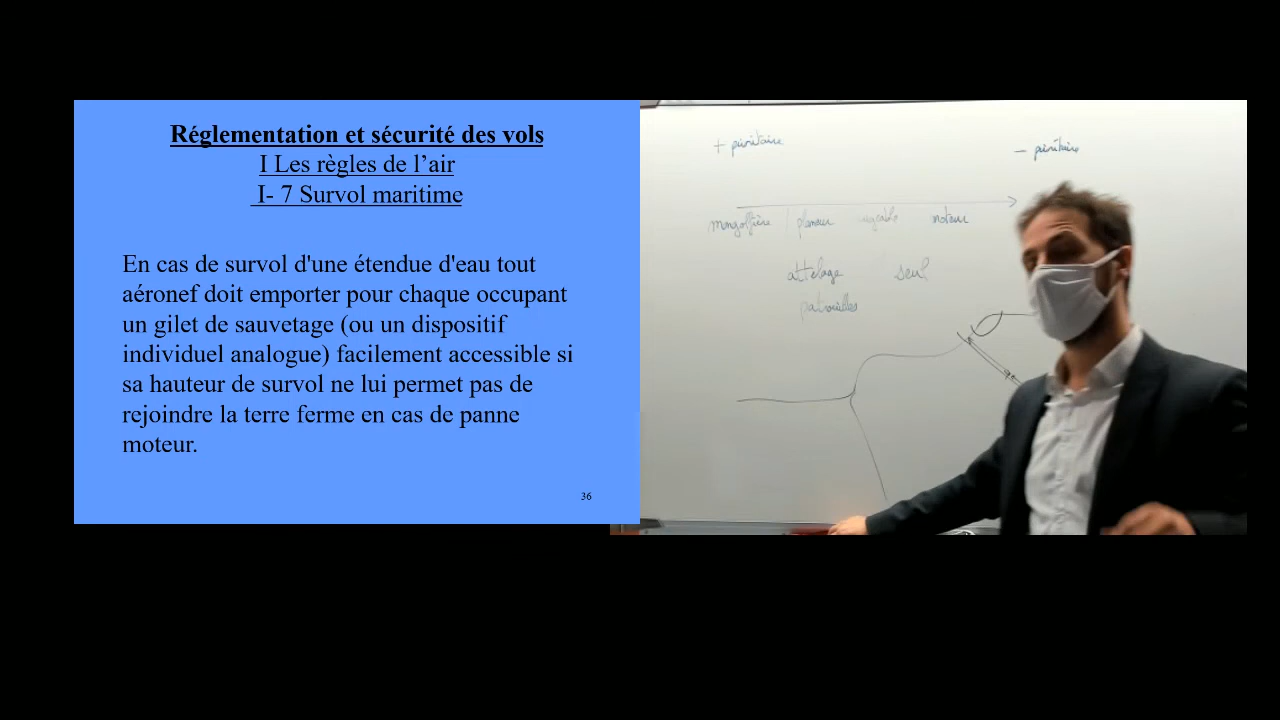 Réglementation et sécurité des vols
I Les règles de l’air
I- 7 Survol maritime
En cas de survol d'une étendue d'eau tout
aéronef doit emporter pour chaque occupant
un gilet de sauvetage (ou un dispositif
individuel analogue) facilement accessible si
sa hauteur de survol ne lui permet pas de
rejoindre la terre ferme en cas de panne
moteur.
36
+ prioritaire
- prioritaire
mongolfière planeur moteur
attelage seul
patrouilles